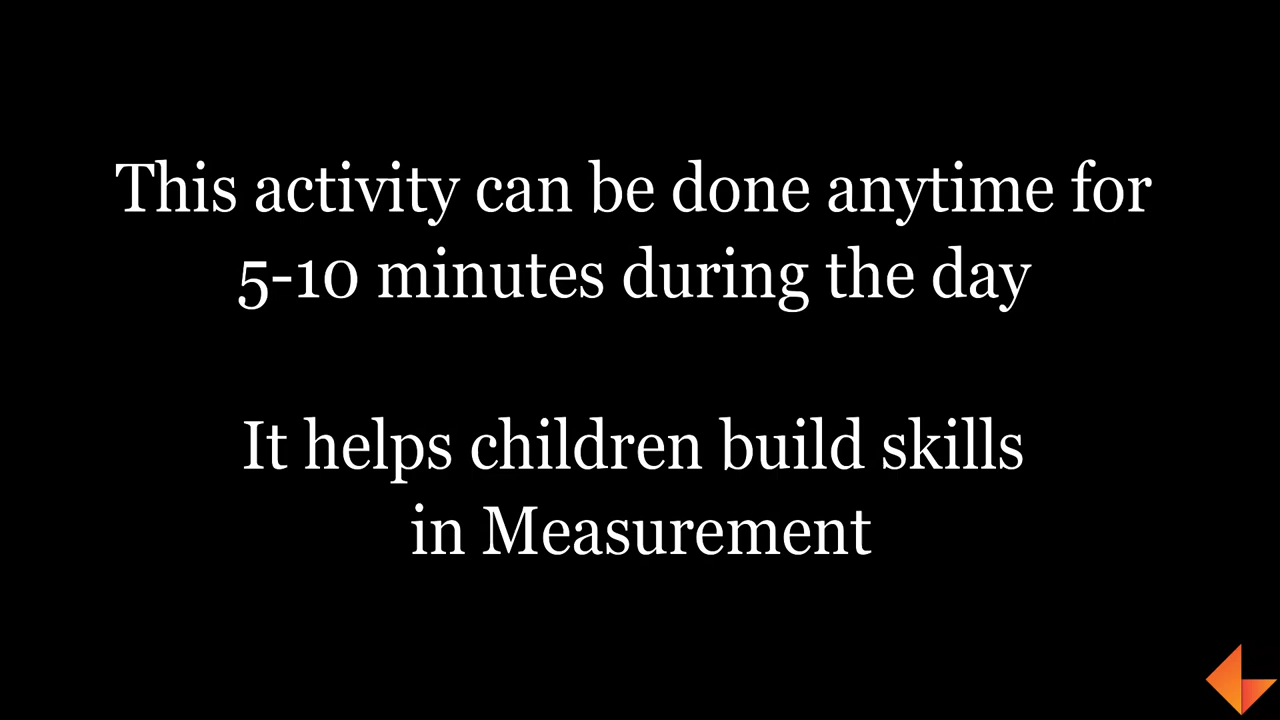 This activity can be done anytime for
5-10 minutes during the day
It helps children build skills
in Measurement